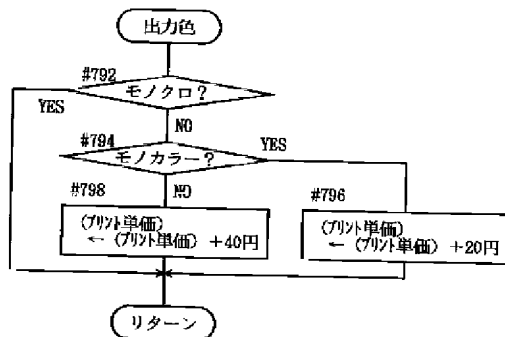 出力色
#792
モノクロ?
YES
NO
#794
モノカラー?
YES
#798
NO
#796
(プリント単価)
← (プリント単価) +40円
(プリント単価)
← (プリント単価) +20円
リターン